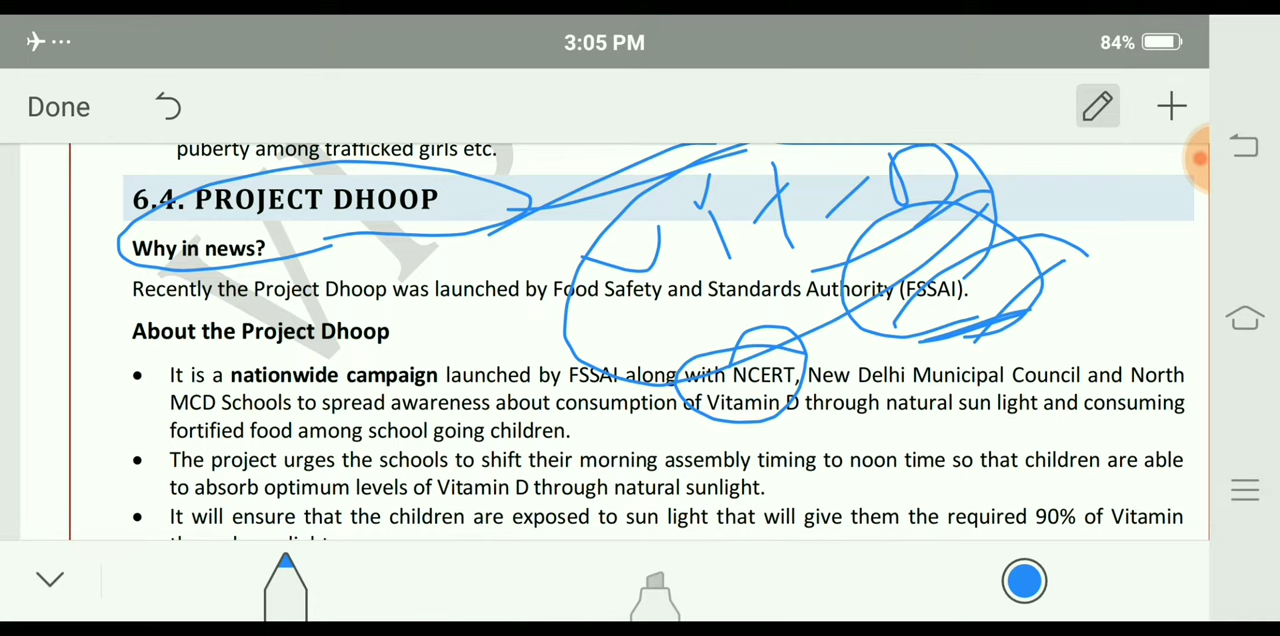 3:05 PM
84%
Done
puberty among trafficked girls etc.
6.4. PROJECT DHOOP
Why in news?
Recently the Project Dhoop was launched by Food Safety and Standards Authority (FSSAI).
About the Project Dhoop
• It is a nationwide campaign launched by FSSAI along with NCERT, New Delhi Municipal Council and North
MCD Schools to spread awareness about consumption of Vitamin D through natural sun light and consuming
fortified food among school going children.
• The project urges the schools to shift their morning assembly timing to noon time so that children are able
to absorb optimum levels of Vitamin D through natural sunlight.
• It will ensure that the children are exposed to sun light that will give them the required 90% of Vitamin